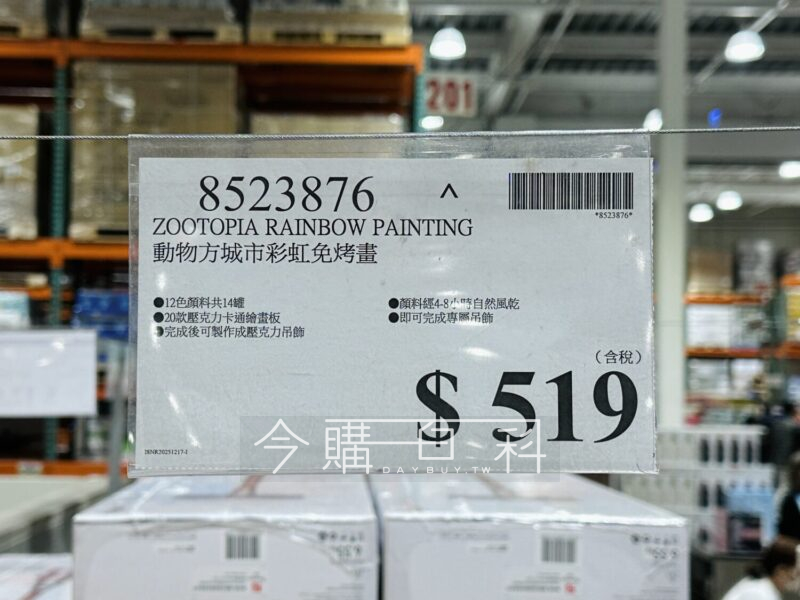 201
8523876 ^
*8523876*
ZOOTOPIA RAINBOW PAINTING
動物方城市彩虹免烤畫
●12色顏料共14罐
●20款壓克力卡通繪畫板
●完成後可製作成壓克力吊飾
●顏料經4-8小時自然風乾
●即可完成專屬吊飾
(含稅)
$ 519
今購百科
DAYBUY.TW